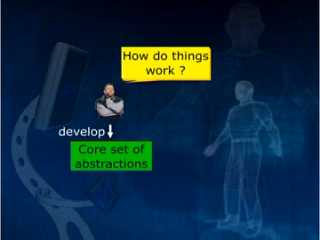 How do things
work ?
develop
Core set of
abstractions